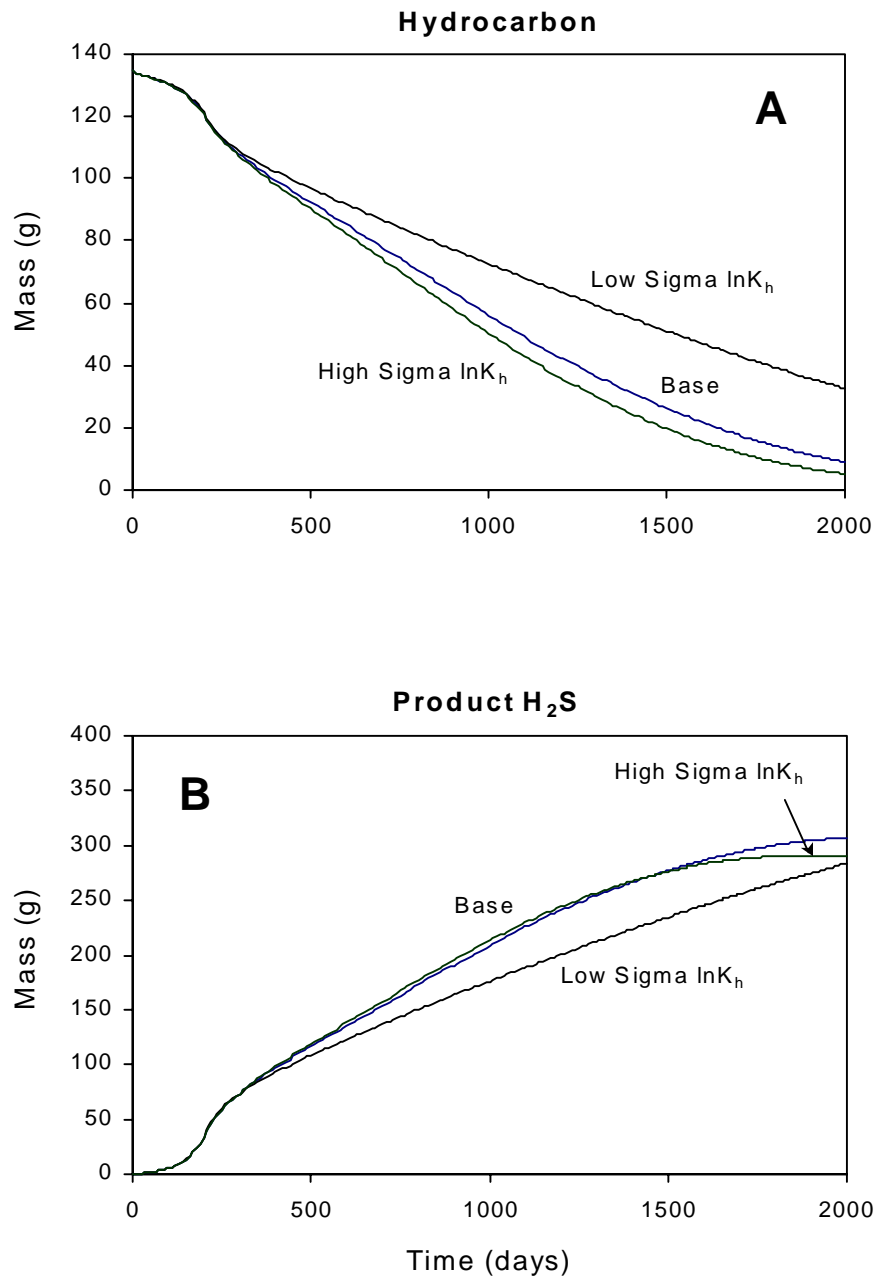 Hydrocarbon
140
120
100
80
60
40
20
0
Mass (g)
A
Low Sigma lnKₕ
High Sigma lnKₕ
Base
0 500 1000 1500 2000
Product H₂S
400
350
300
250
200
150
100
50
0
Mass (g)
B
High Sigma lnKₕ
Base
Low Sigma lnKₕ
0 500 1000 1500 2000
Time (days)